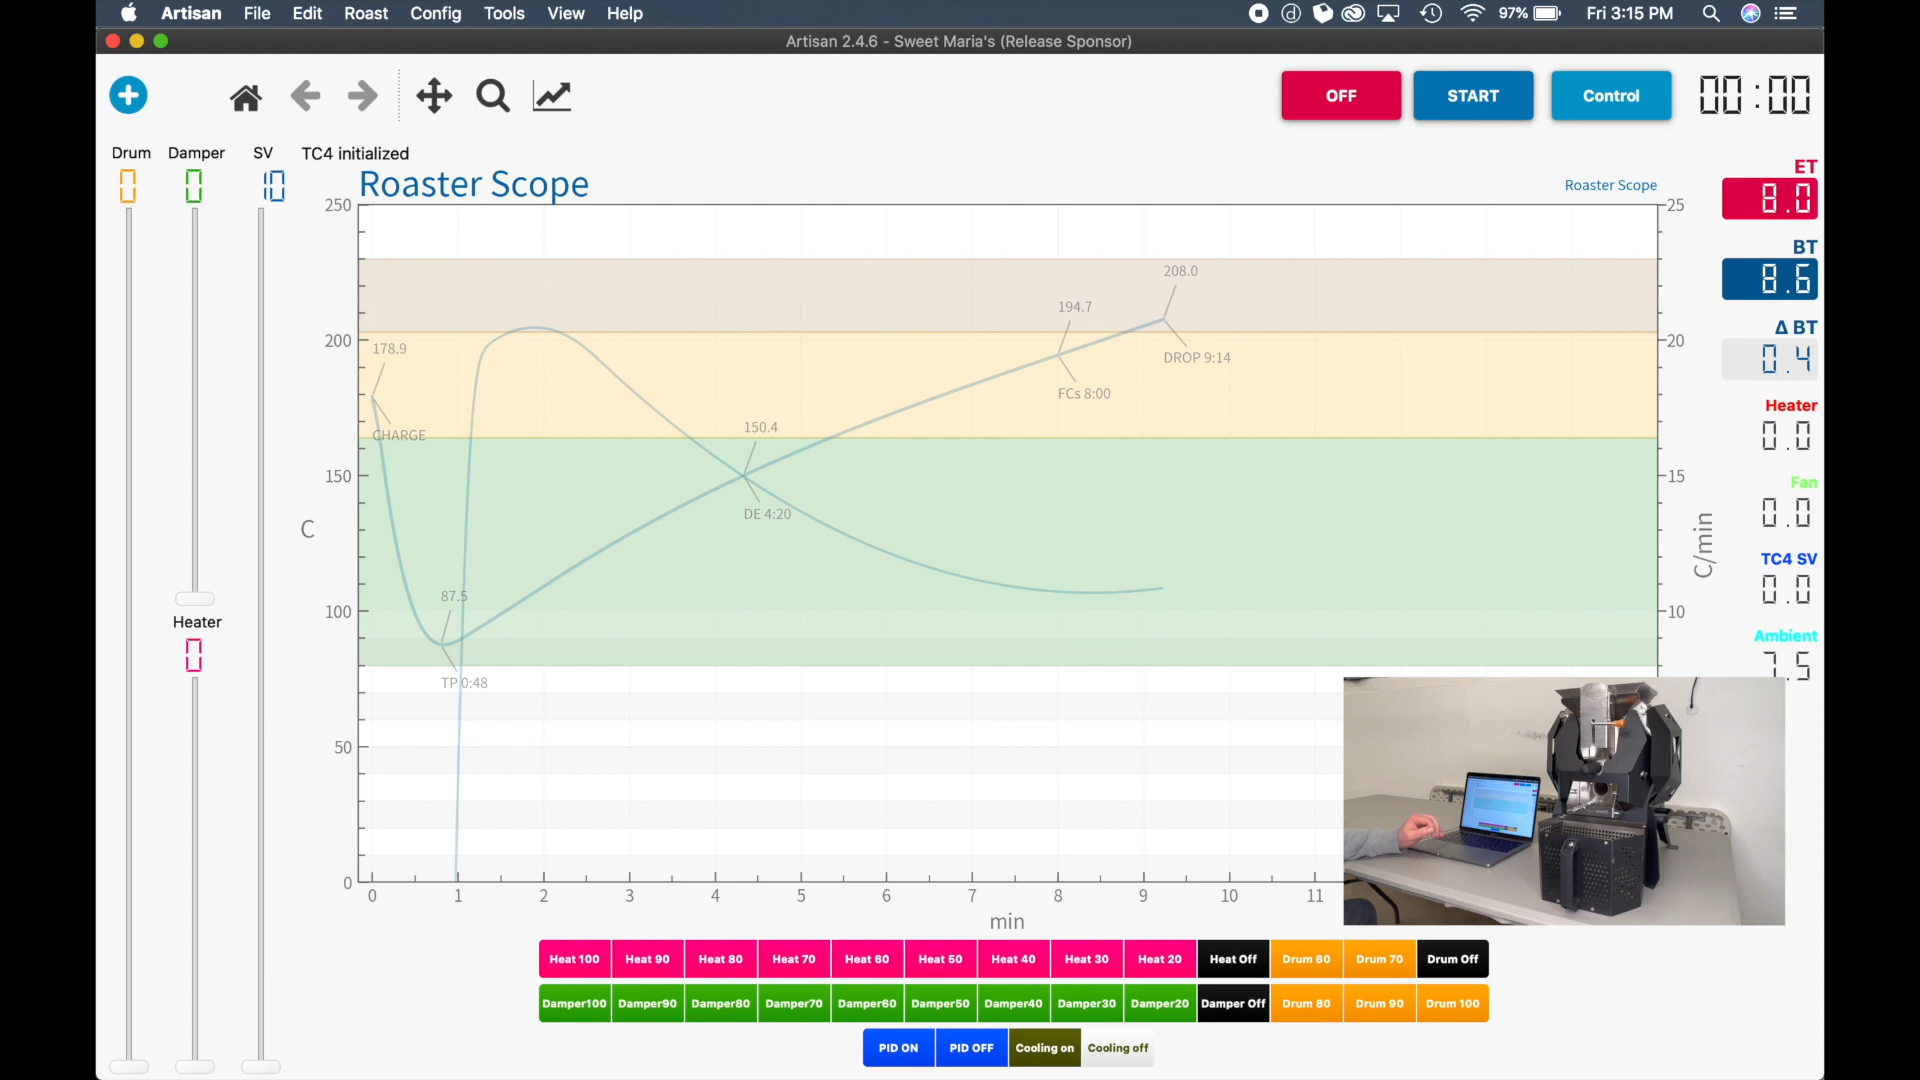 Artisan File Edit Roast Config Tools View Help
97% Fri 3:15 PM
Artisan 2.4.6 - Sweet Maria's (Release Sponsor)
OFF START Control 00:00
Drum Damper SV TC4 initialized
0 0 10
Roaster Scope
Roaster Scope
ET
8.0
BT
8.6
Δ BT
0.4
Heater
0.0
Fan
0.0
TC4 SV
0.0
Ambient
Heater
0
250
200
150
100
50
0
C
25
20
15
10
C/min
178.9
CHARGE
87.5
TP 0:48
150.4
DE 4:20
194.7
FCs 8:00
208.0
DROP 9:14
0 1 2 3 4 5 6 7 8 9 10 11
min
Heat 100 Heat 90 Heat 80 Heat 70 Heat 60 Heat 50 Heat 40 Heat 30 Heat 20 Heat Off Drum 60 Drum 70 Drum Off
Damper100 Damper90 Damper80 Damper70 Damper60 Damper50 Damper40 Damper30 Damper20 Damper Off Drum 80 Drum 90 Drum 100
PID ON PID OFF Cooling on Cooling off